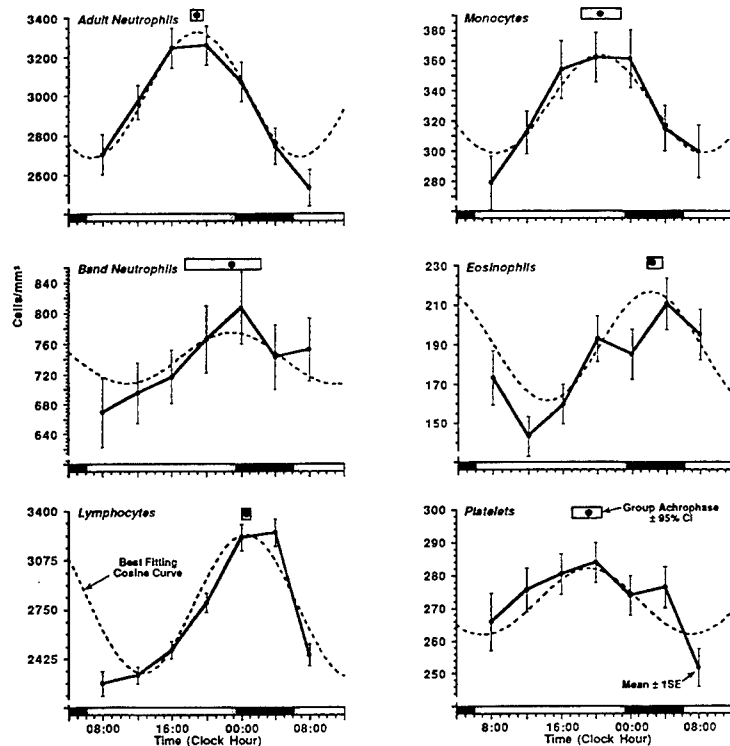 Adult Neutrophils
3400
3200
3000
2800
2600
Monocytes
380
360
340
320
300
280
Cells/mm³
Band Neutrophils
840
800
760
720
680
640
Eosinophils
230
210
190
170
150
Lymphocytes
3400
3075
2750
2425
Best Fitting
Cosine Curve
08:00 16:00 00:00 08:00
Time (Clock Hour)
Platelets
300
290
280
270
260
250
Group Achrophase
± 95% CI
Mean ± 1SE
8:00 16:00 00:00 08:00
Time (Clock Hour)